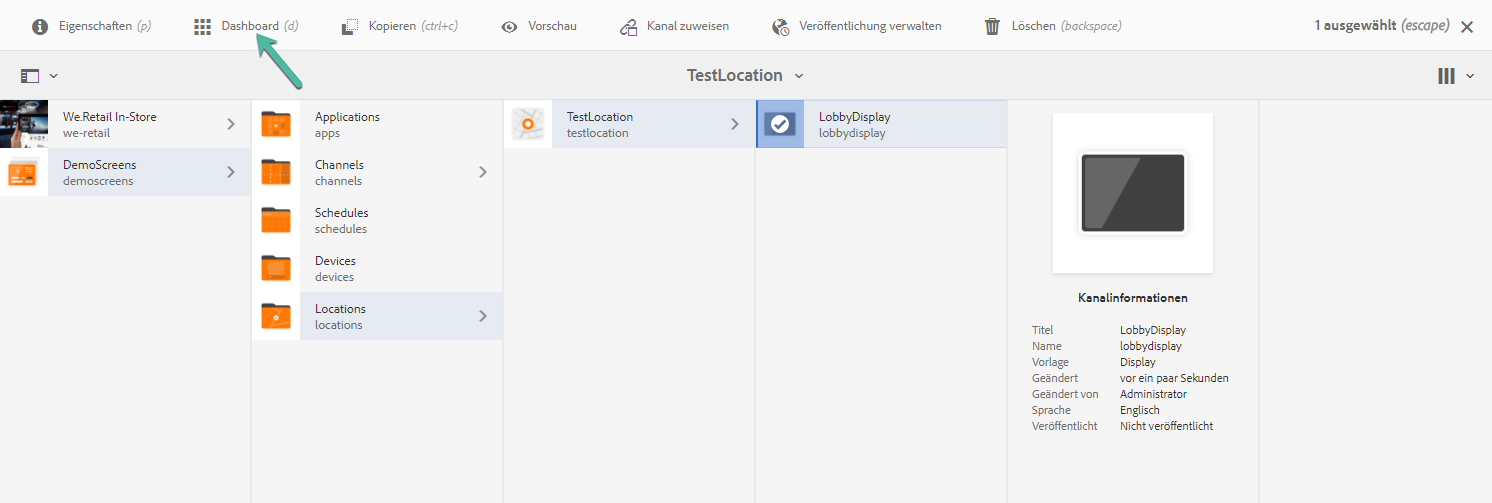 Eigenschaften (p) Dashboard (d) Kopieren (ctrl+c) Vorschau Kanal zuweisen Veröffentlichung verwalten Löschen (backspace) 1 ausgewählt (escape)
TestLocation
We.Retail In-Store
we-retail
DemoScreens
demoscreens
Applications
apps
Channels
channels
Schedules
schedules
Devices
devices
Locations
locations
TestLocation
testlocation
LobbyDisplay
lobbydisplay
Kanalinformationen
Titel LobbyDisplay
Name lobbydisplay
Vorlage Display
Geändert vor ein paar Sekunden
Geändert von Administrator
Sprache Englisch
Veröffentlicht Nicht veröffentlicht